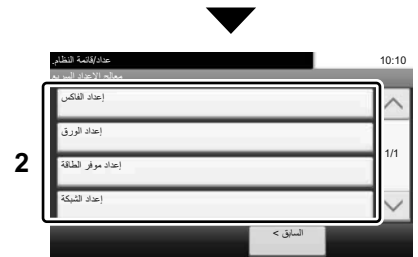 عداد/قائمة النظام.
10:10
معالج الإعداد السريع
إعداد الفاكس
إعداد الورق
إعداد موفر الطاقة
إعداد الشبكة
1/1
2
السابق >